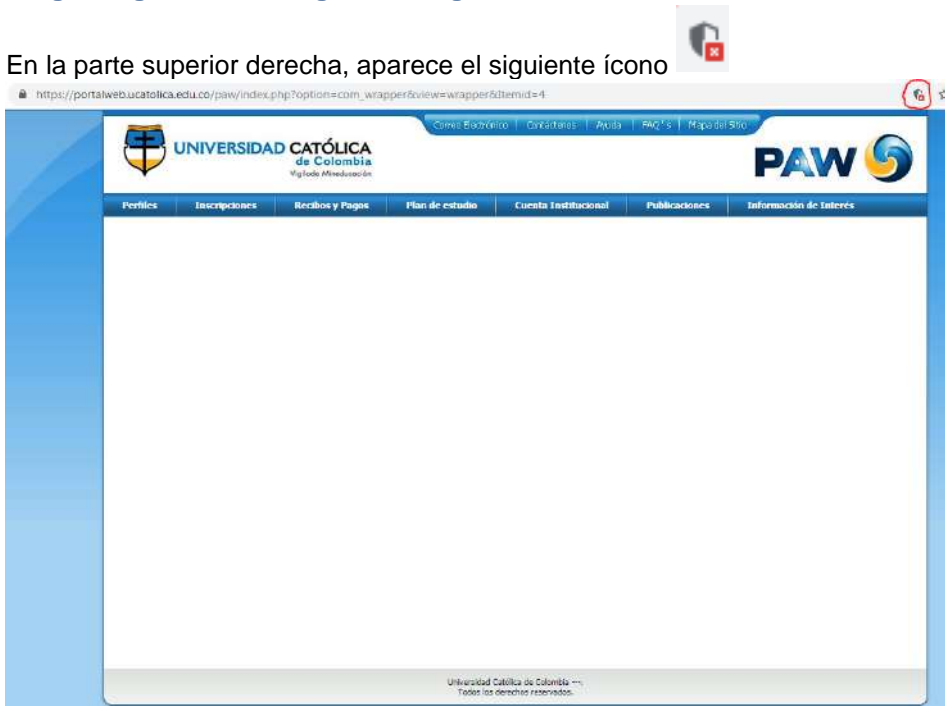 En la parte superior derecha, aparece el siguiente ícono
https://portalweb.ucatolica.edu.co/paw/index.php?option=com_wrapper&view=wrapper&Itemid=4
Correo Electrónico | Contáctenos | Ayuda | FAQ's | Mapa del Sitio
UNIVERSIDAD CATÓLICA
de Colombia
Vigilada Mineducación
PAW
Perfiles Inscripciones Recibos y Pagos Plan de estudio Cuenta Institucional Publicaciones Información de Interés
Universidad Católica de Colombia
Todos los derechos reservados.